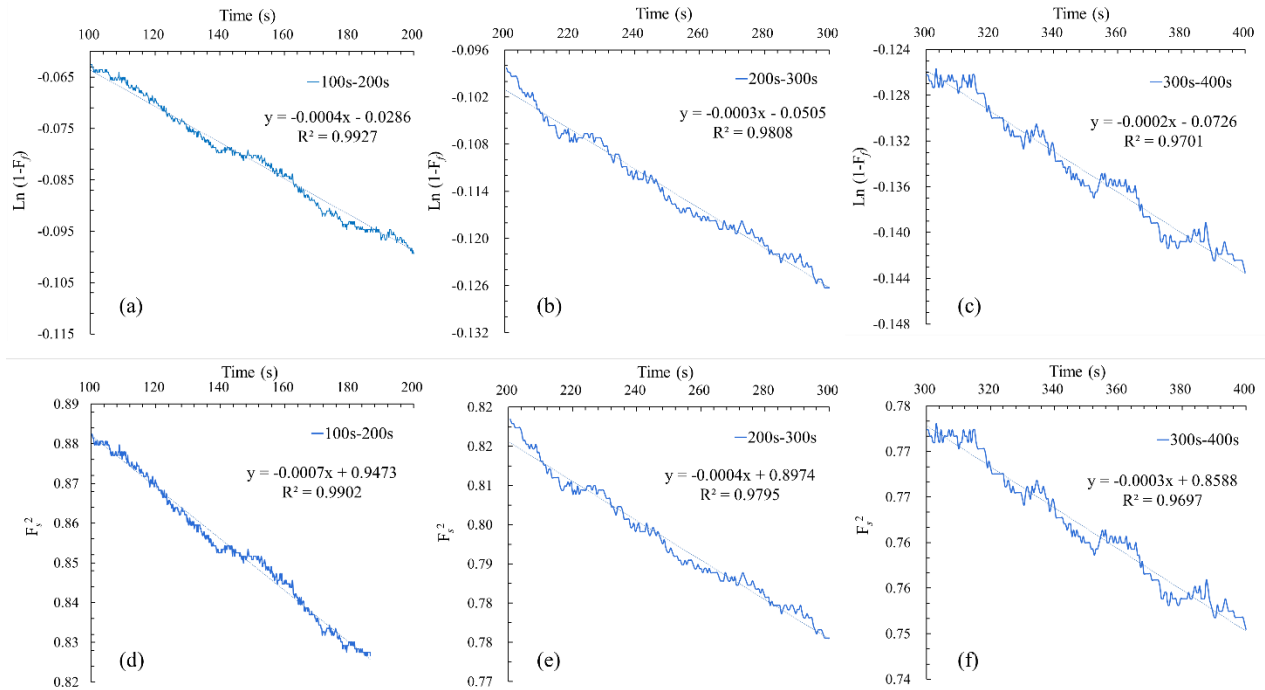 Time (s)
100 120 140 160 180 200
-0.065
-0.075
-0.085
-0.095
-0.105
-0.115
Ln (1-Ff)
100s-200s
y = -0.0004x - 0.0286
R² = 0.9927
(a)
Time (s)
200 220 240 260 280 300
-0.096
-0.102
-0.108
-0.114
-0.120
-0.126
-0.132
Ln (1-Ff)
200s-300s
y = -0.0003x - 0.0505
R² = 0.9808
(b)
Time (s)
300 320 340 360 380 400
-0.124
-0.128
-0.132
-0.136
-0.140
-0.144
-0.148
Ln (1-Ff)
300s-400s
y = -0.0002x - 0.0726
R² = 0.9701
(c)
Time (s)
100 120 140 160 180 200
0.89
0.88
0.87
0.86
0.85
0.84
0.83
0.82
Fs²
100s-200s
y = -0.0007x + 0.9473
R² = 0.9902
(d)
Time (s)
200 220 240 260 280 300
0.82
0.82
0.81
0.80
0.79
0.78
0.78
0.77
Fs²
200s-300s
y = -0.0004x + 0.8974
R² = 0.9795
(e)
Time (s)
300 320 340 360 380 400
0.78
0.77
0.77
0.76
0.76
0.75
0.74
Fs²
300s-400s
y = -0.0003x + 0.8588
R² = 0.9697
(f)